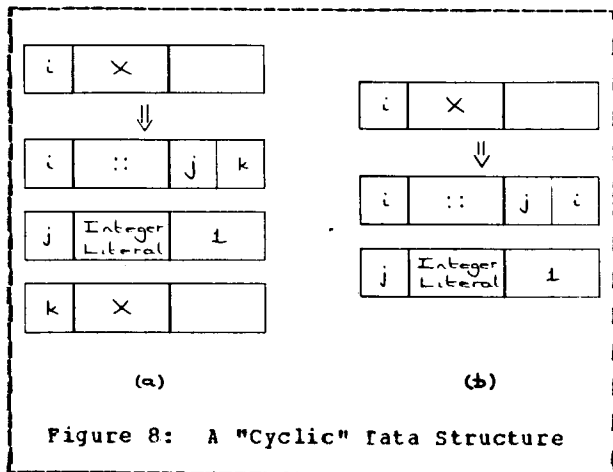 i X
⇓
i :: j k
j Integer Literal 1
k X
(a)
i X
⇓
i :: j i
j Integer Literal 1
(b)
Figure 8: A "Cyclic" Data Structure